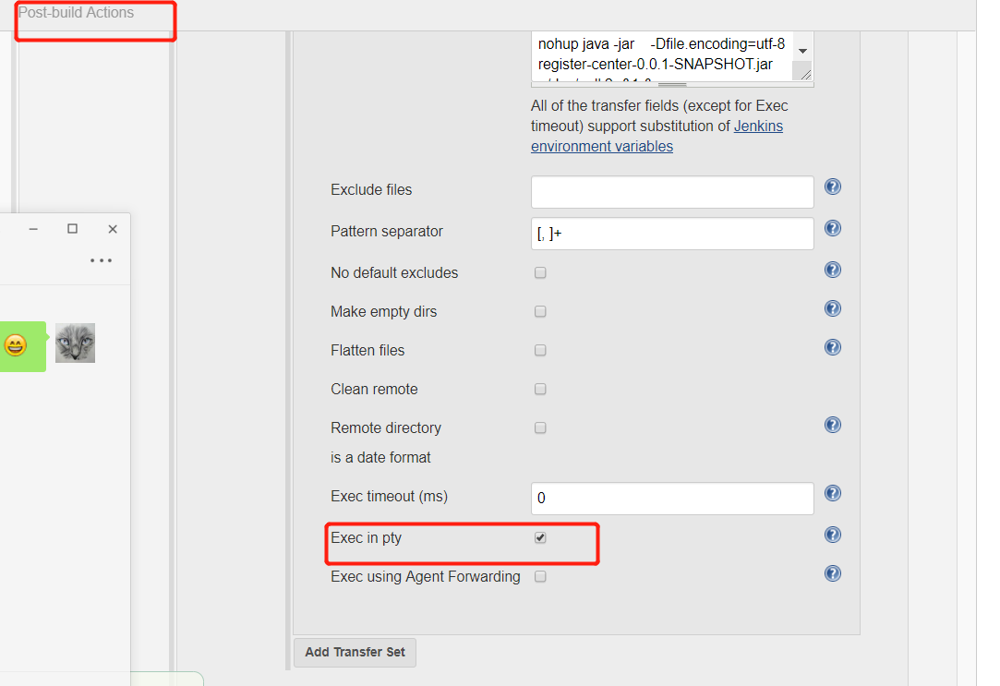 Post-build Actions
nohup java -jar -Dfile.encoding=utf-8
register-center-0.0.1-SNAPSHOT.jar
All of the transfer fields (except for Exec
timeout) support substitution of Jenkins
environment variables
Exclude files
Pattern separator [, ]+
No default excludes
Make empty dirs
Flatten files
Clean remote
Remote directory
is a date format
Exec timeout (ms) 0
Exec in pty
Exec using Agent Forwarding
Add Transfer Set